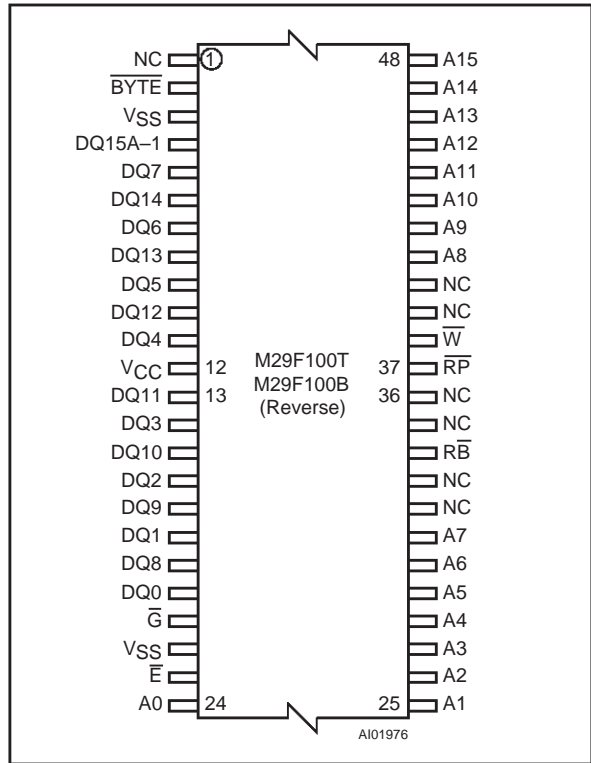 NC 1 48 A15
B̅Y̅T̅E̅ A14
VSS A13
DQ15A–1 A12
DQ7 A11
DQ14 A10
DQ6 A9
DQ13 A8
DQ5 NC
DQ12 NC
DQ4 W̅
VCC 12 M29F100T 37 R̅P̅
DQ11 13 M29F100B 36 NC
(Reverse)
DQ3 NC
DQ10 RB̅
DQ2 NC
DQ9 NC
DQ1 A7
DQ8 A6
DQ0 A5
G̅ A4
VSS A3
E̅ A2
A0 24 25 A1
AI01976